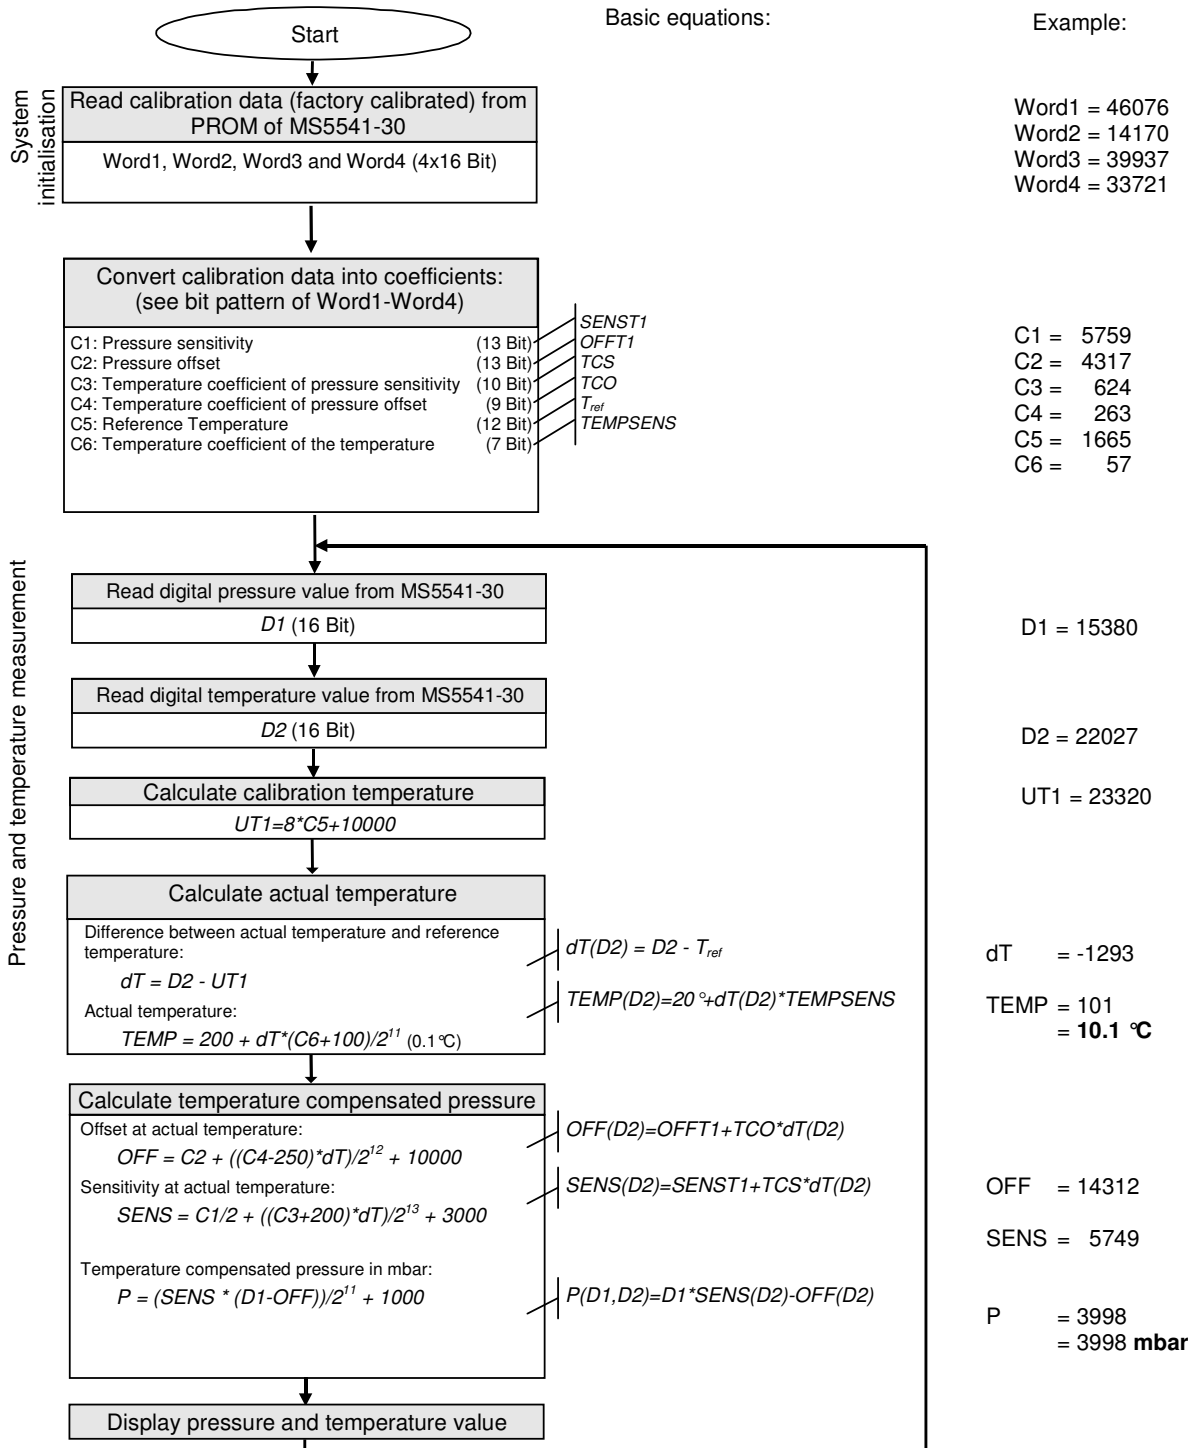 Basic equations:
Example:
Start
System
initialisation
Read calibration data (factory calibrated) from
PROM of MS5541-30
Word1, Word2, Word3 and Word4 (4x16 Bit)
Word1 = 46076
Word2 = 14170
Word3 = 39937
Word4 = 33721
Convert calibration data into coefficients:
(see bit pattern of Word1-Word4)
C1: Pressure sensitivity (13 Bit) SENST1
C2: Pressure offset (13 Bit) OFFT1
C3: Temperature coefficient of pressure sensitivity (10 Bit) TCS
C4: Temperature coefficient of pressure offset (9 Bit) TCO
C5: Reference Temperature (12 Bit) Tref
C6: Temperature coefficient of the temperature (7 Bit) TEMPSENS
C1 = 5759
C2 = 4317
C3 = 624
C4 = 263
C5 = 1665
C6 = 57
Pressure and temperature measurement
Read digital pressure value from MS5541-30
D1 (16 Bit)
D1 = 15380
Read digital temperature value from MS5541-30
D2 (16 Bit)
D2 = 22027
Calculate calibration temperature
UT1=8*C5+10000
UT1 = 23320
Calculate actual temperature
Difference between actual temperature and reference
temperature:
dT = D2 - UT1
dT(D2) = D2 - Tref
dT = -1293
Actual temperature:
TEMP = 200 + dT*(C6+100)/2¹¹ (0.1°C)
TEMP(D2)=20°+dT(D2)*TEMPSENS
TEMP = 101
= 10.1 °C
Calculate temperature compensated pressure
Offset at actual temperature:
OFF = C2 + ((C4-250)*dT)/2¹² + 10000
OFF(D2)=OFFT1+TCO*dT(D2)
OFF = 14312
Sensitivity at actual temperature:
SENS = C1/2 + ((C3+200)*dT)/2¹³ + 3000
SENS(D2)=SENST1+TCS*dT(D2)
SENS = 5749
Temperature compensated pressure in mbar:
P = (SENS * (D1-OFF))/2¹¹ + 1000
P(D1,D2)=D1*SENS(D2)-OFF(D2)
P = 3998
= 3998 mbar
Display pressure and temperature value